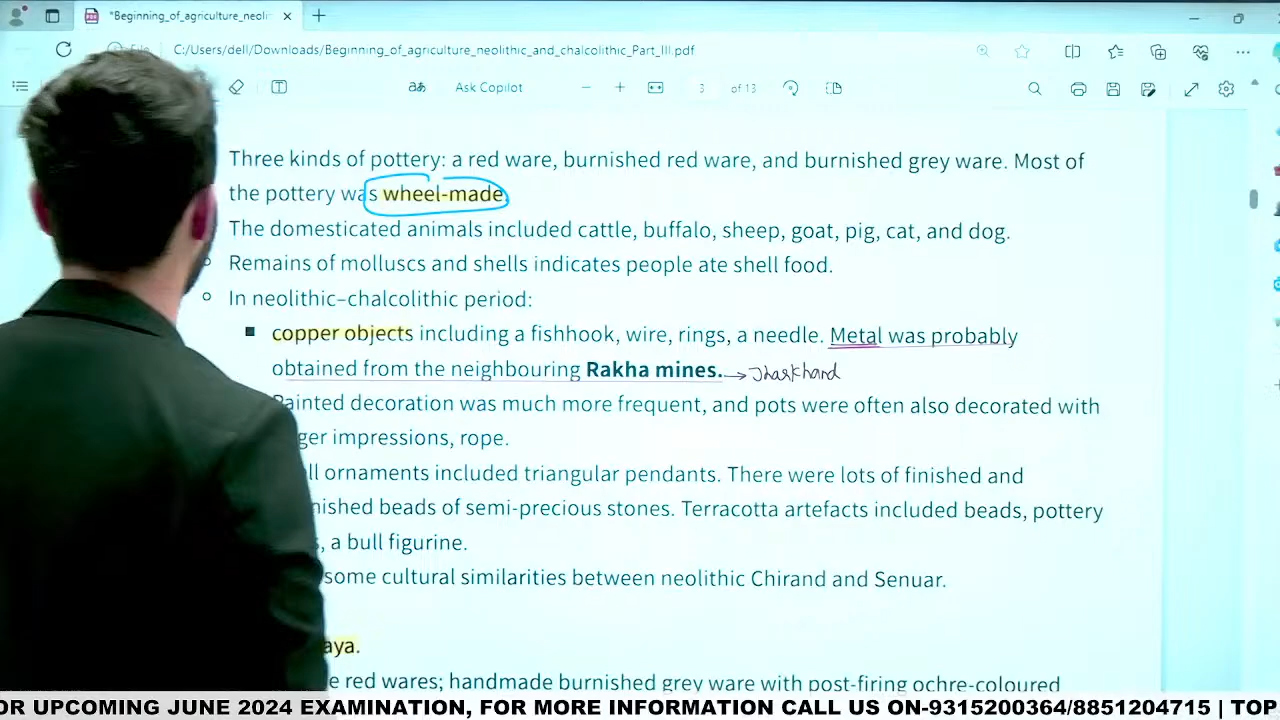 *Beginning_of_agriculture_neoli
C:/Users/dell/Downloads/Beginning_of_agriculture_neolithic_and_chalcolithic_Part_III.pdf
Ask Copilot
3 of 13
Three kinds of pottery: a red ware, burnished red ware, and burnished grey ware. Most of
the pottery was wheel-made
The domesticated animals included cattle, buffalo, sheep, goat, pig, cat, and dog.
Remains of molluscs and shells indicates people ate shell food.
In neolithic–chalcolithic period:
copper objects including a fishhook, wire, rings, a needle. Metal was probably
obtained from the neighbouring Rakha mines. → Jharkhand
Painted decoration was much more frequent, and pots were often also decorated with
impressions, rope.
ornaments included triangular pendants. There were lots of finished and
beads of semi-precious stones. Terracotta artefacts included beads, pottery
a bull figurine.
some cultural similarities between neolithic Chirand and Senuar.
red wares; handmade burnished grey ware with post-firing ochre-coloured
UPCOMING JUNE 2024 EXAMINATION, FOR MORE INFORMATION CALL US ON-9315200364/8851204715 | TOP